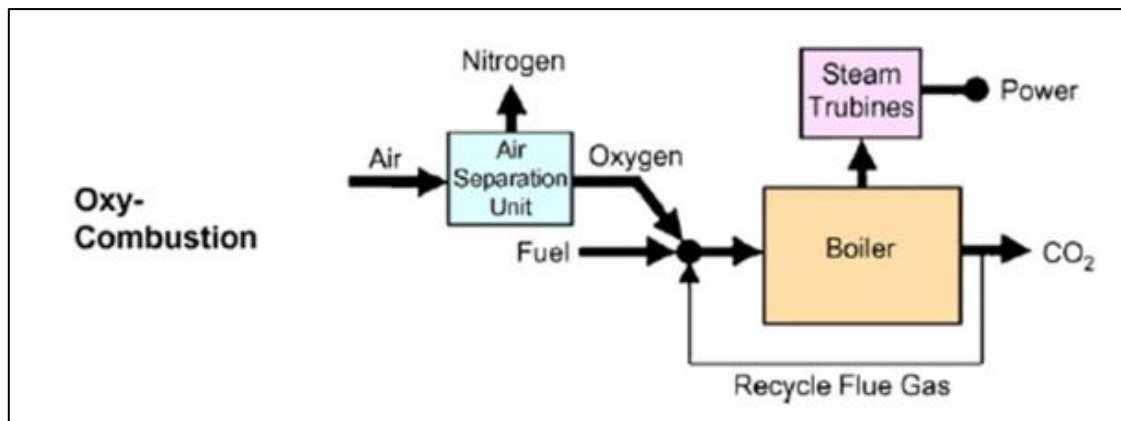 Nitrogen
Steam
Trubines
Power
Air
Air
Separation
Unit
Oxygen
Oxy-
Combustion
Fuel
Boiler
CO₂
Recycle Flue Gas